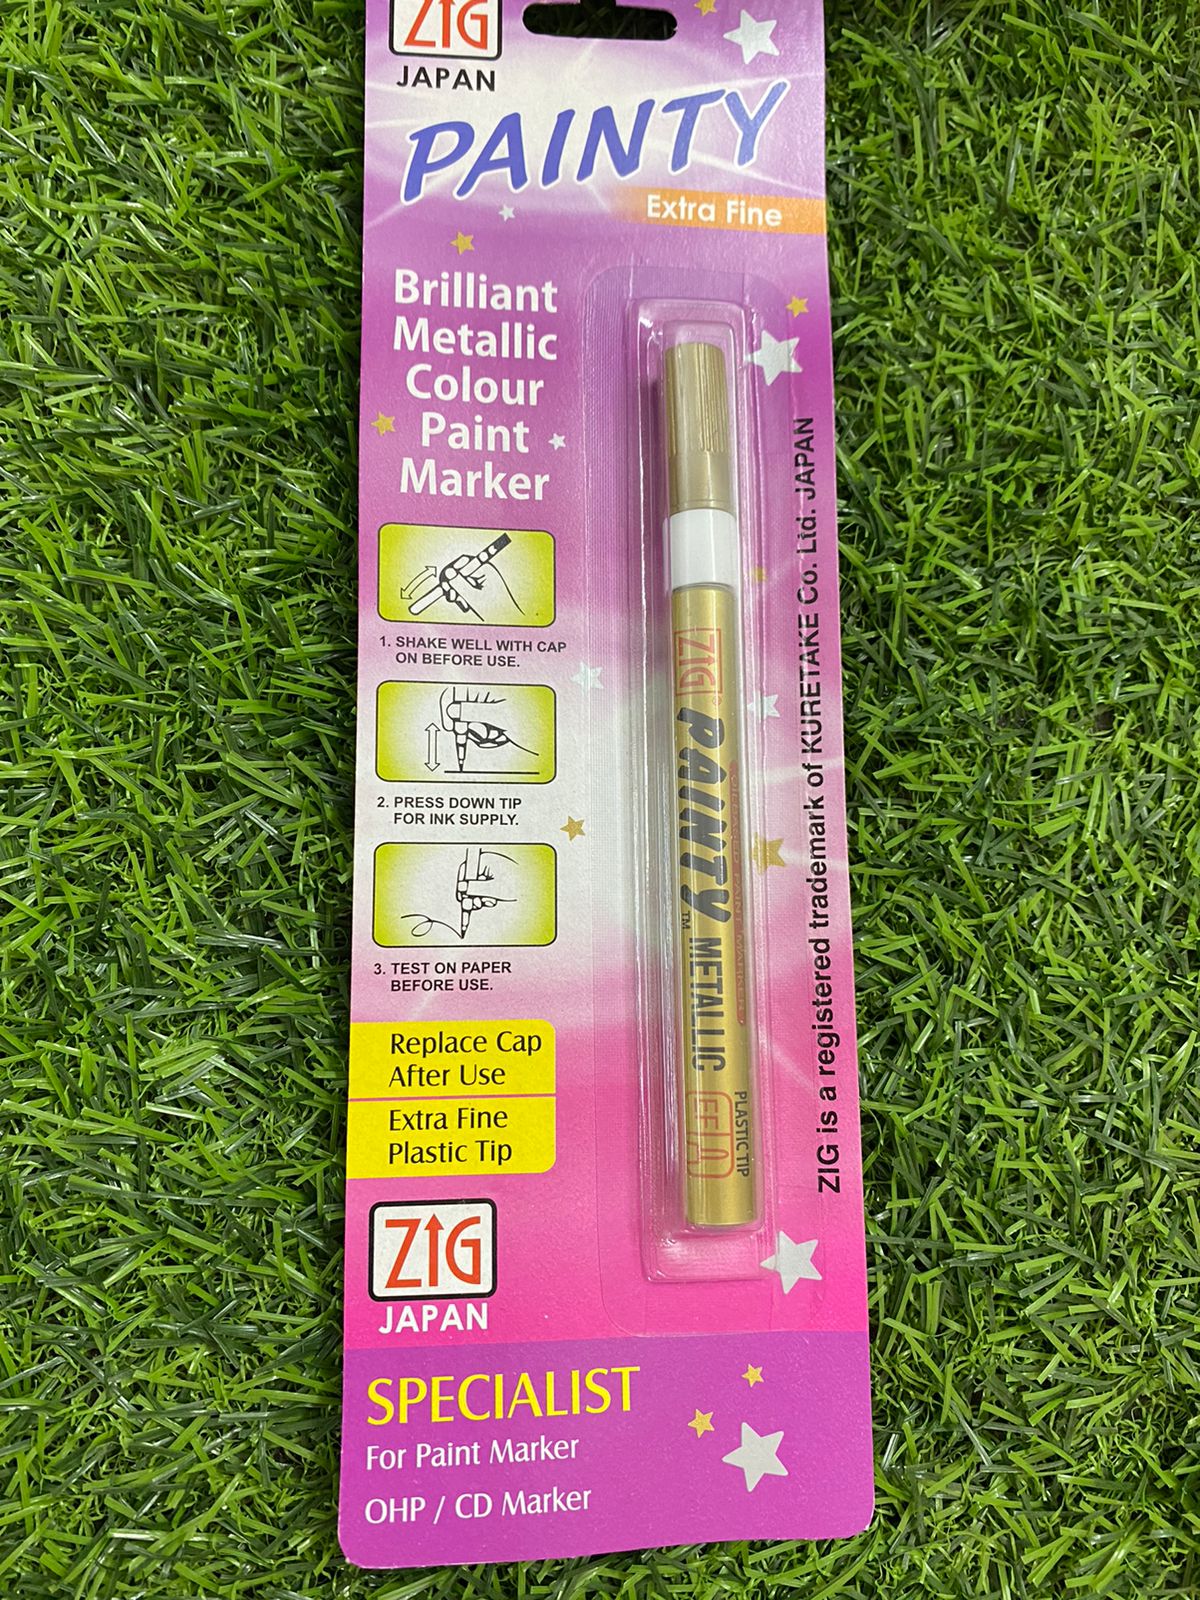 ZIG
JAPAN
PAINTY
Extra Fine
Brilliant
Metallic
Colour
Paint
Marker
1. SHAKE WELL WITH CAP
ON BEFORE USE.
2. PRESS DOWN TIP
FOR INK SUPPLY.
3. TEST ON PAPER
BEFORE USE.
Replace Cap
After Use
Extra Fine
Plastic Tip
ZIG
JAPAN
SPECIALIST
For Paint Marker
OHP / CD Marker
ZIG PAINTY™ METALLIC
PLASTIC TIP
ZIG is a registered trademark of KURETAKE Co. Ltd. JAPAN